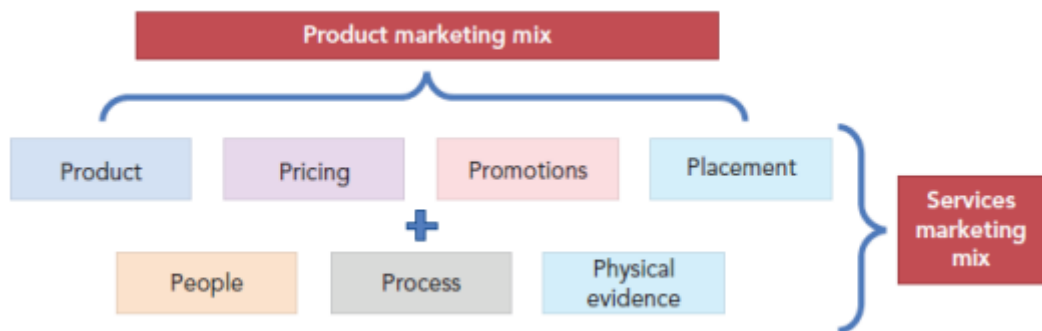 Product marketing mix
Product
Pricing
Promotions
Placement
Services
marketing
mix
People
Process
Physical
evidence